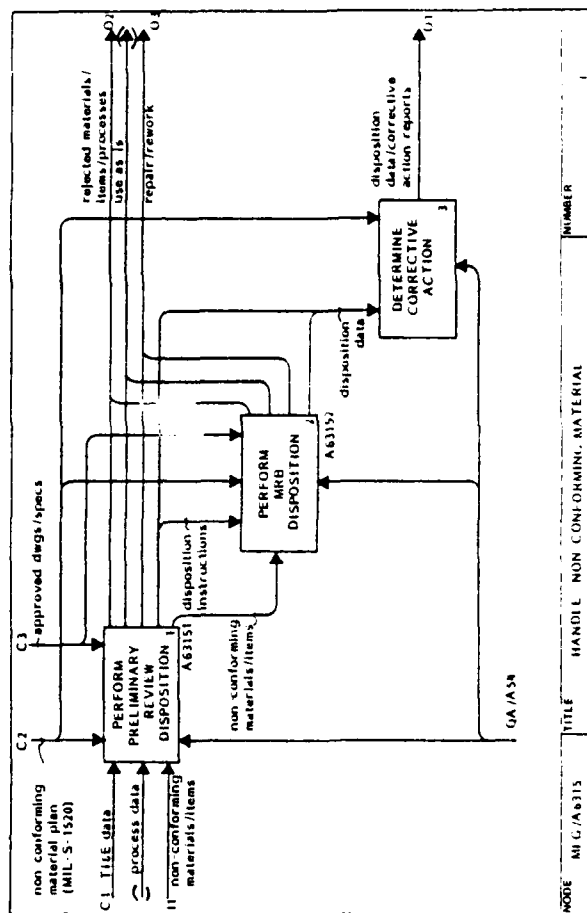 C2
C3
approved dwgs/specs
non conforming
material plan
(MIL-S-1520)
C1 TILE data
process data
I1 non-conforming
materials/items
PERFORM
PRELIMINARY
REVIEW
DISPOSITION
1
A63151
disposition
instructions
non conforming
materials/items
PERFORM
MRB
DISPOSITION
2
A63152
disposition
data
DETERMINE
CORRECTIVE
ACTION
3
rejected materials/
items/processes
use as is
repair/rework
O2
O3
disposition
data/corrective
action reports
O1
QA/A54
NODE
MFG/A6315
TITLE
HANDLE NON CONFORMING MATERIAL
NUMBER